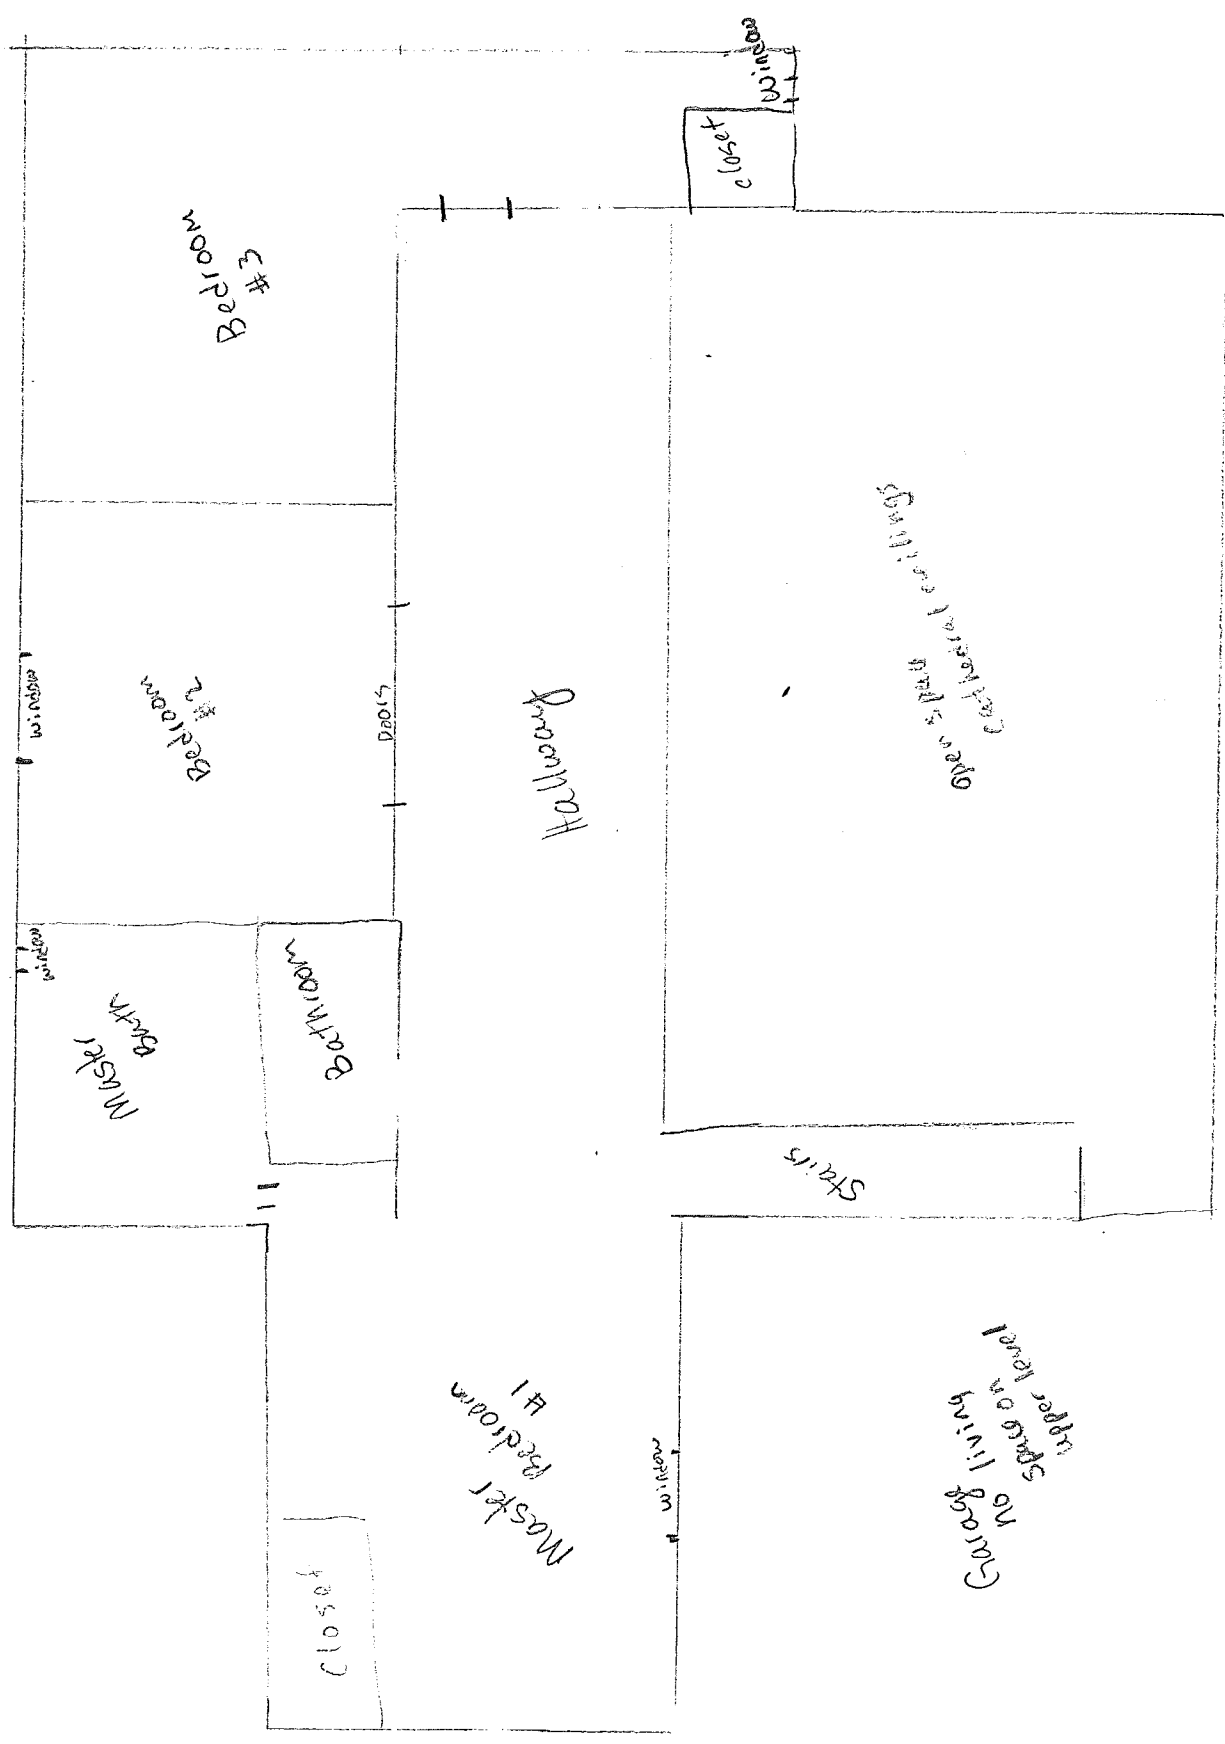 Window
closet
Bedroom
#3
Window
Bedroom
#2
Doors
Hallway
open space
Cathedral ceilings
Window
Master
Bath
Bathroom
Stairs
Master Bedroom
#1
Closet
Window
Garage
no living
space on
upper level